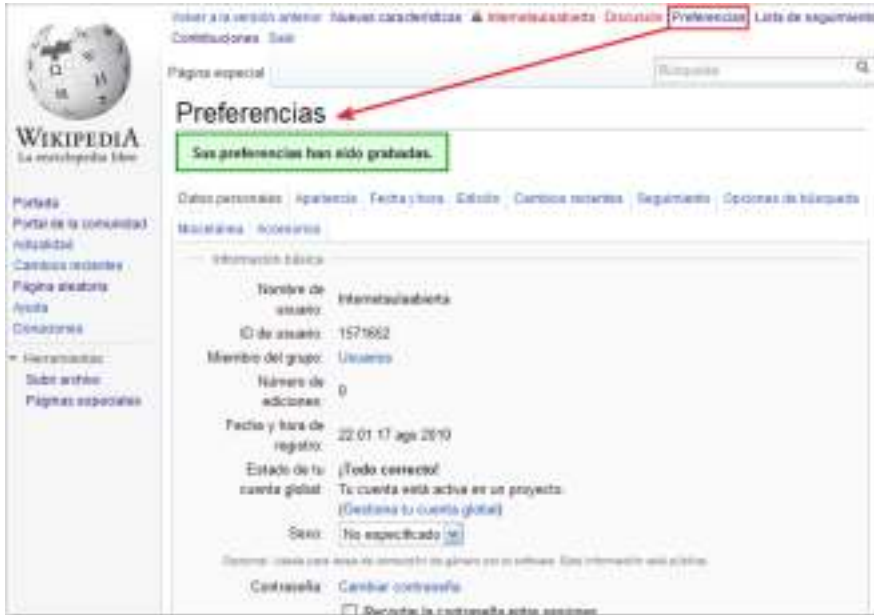 Volver a la versión anterior Nuevas características Internetaulaabierta Discusión Preferencias Lista de seguimiento
Contribuciones Salir
Página especial
Búsqueda
Preferencias
WIKIPEDIA
La enciclopedia libre
Sus preferencias han sido grabadas.
Portada
Portal de la comunidad
Actualidad
Cambios recientes
Página aleatoria
Ayuda
Donaciones
Herramientas
Subir archivo
Páginas especiales
Datos personales Apariencia Fecha y hora Edición Cambios recientes Seguimiento Opciones de búsqueda
Miscelánea Accesorios
Información básica
Nombre de
usuario: Internetaulaabierta
ID de usuario: 1571652
Miembro del grupo: Usuarios
Número de
ediciones: 0
Fecha y hora de
registro: 22:01 17 ago 2010
Estado de tu
cuenta global: ¡Todo correcto!
Tu cuenta está activa en un proyecto.
(Gestiona tu cuenta global)
Sexo: No especificado
Contraseña: Cambiar contraseña
Recordar la contraseña entre sesiones